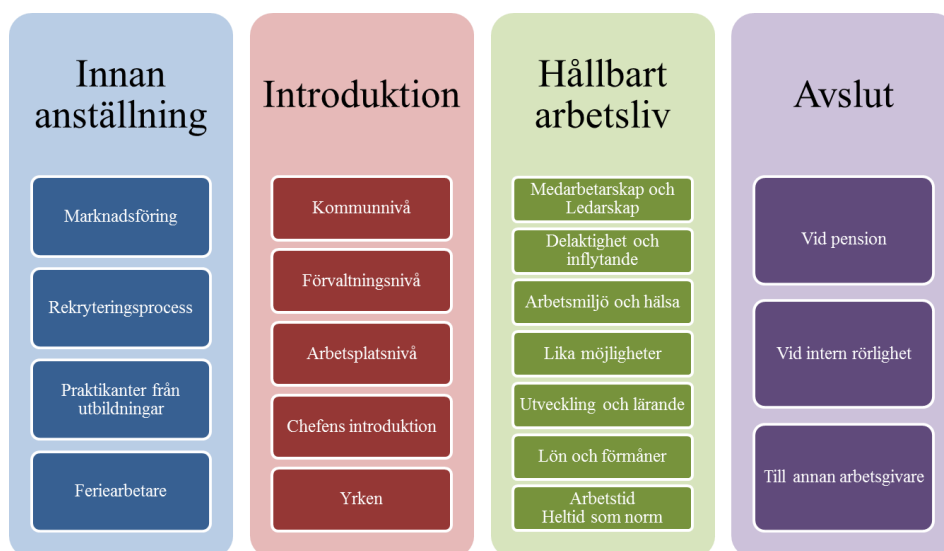 Innan
anställning
Marknadsföring
Rekryteringsprocess
Praktikanter från
utbildningar
Feriearbetare
Introduktion
Kommunnivå
Förvaltningsnivå
Arbetsplatsnivå
Chefens introduktion
Yrken
Hållbart
arbetsliv
Medarbetarskap och
Ledarskap
Delaktighet och
inflytande
Arbetsmiljö och hälsa
Lika möjligheter
Utveckling och lärande
Lön och förmåner
Arbetstid
Heltid som norm
Avslut
Vid pension
Vid intern rörlighet
Till annan arbetsgivare